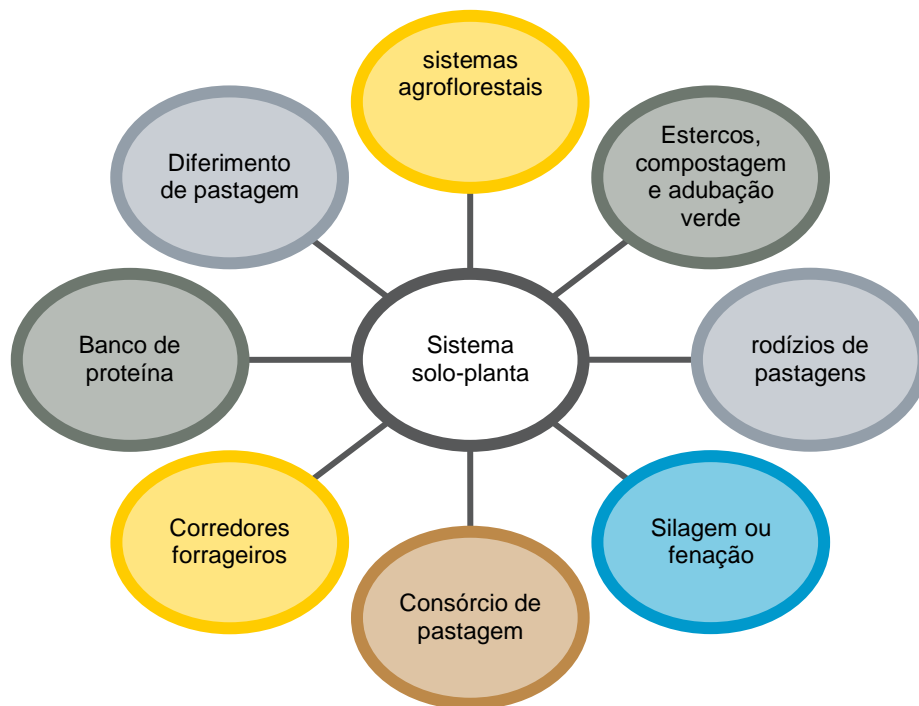 sistemas
agroflorestais
Estercos,
compostagem
e adubação
verde
Diferimento
de pastagem
Banco de
proteína
Sistema
solo-planta
rodízios de
pastagens
Corredores
forrageiros
Silagem ou
fenação
Consórcio de
pastagem